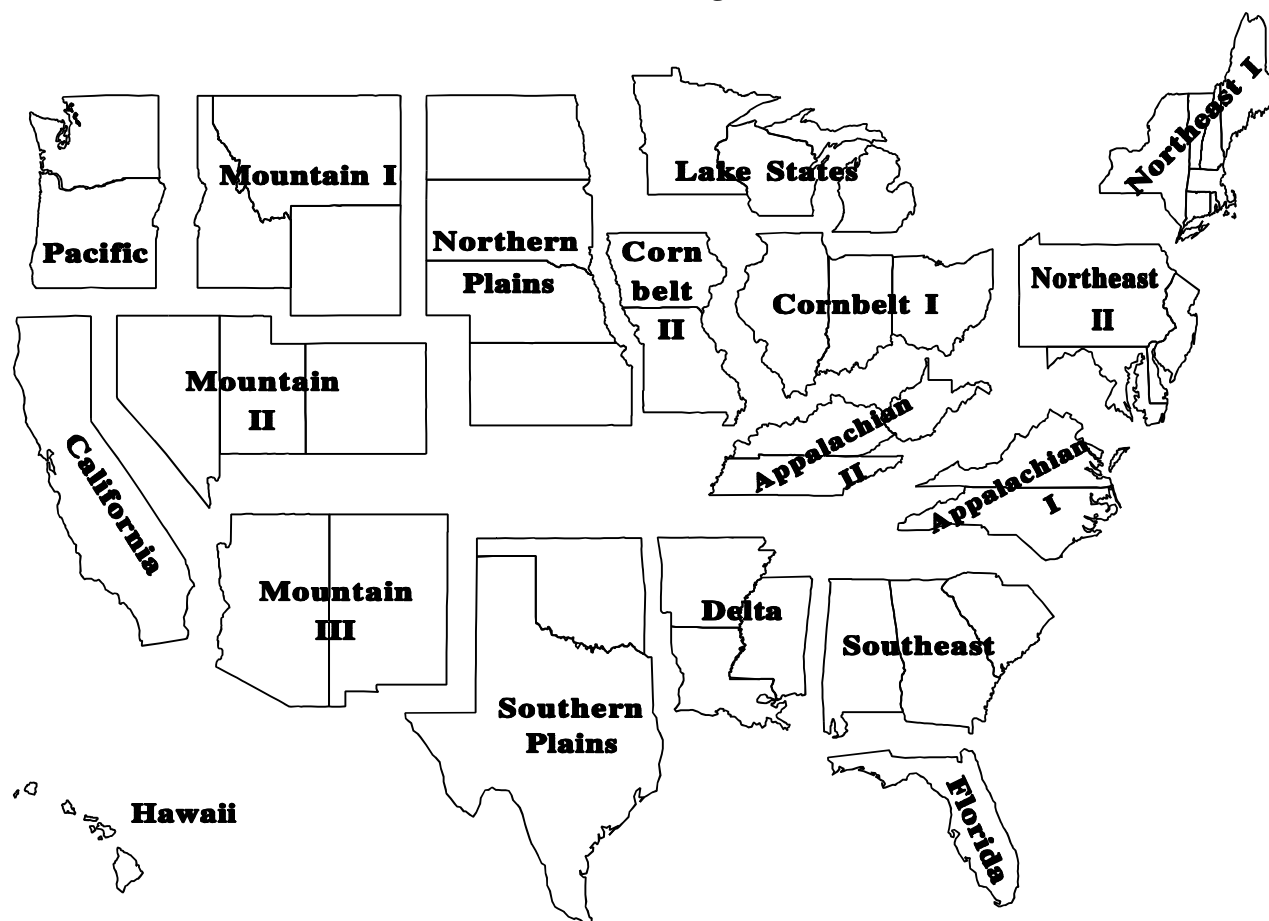 Northeast I
Mountain I
Lake States
Pacific
Northern
Plains
Corn
belt
II
Cornbelt I
Northeast
II
Mountain
II
California
Appalachian
II
Appalachian
I
Mountain
III
Delta
Southeast
Southern
Plains
Hawaii
Florida